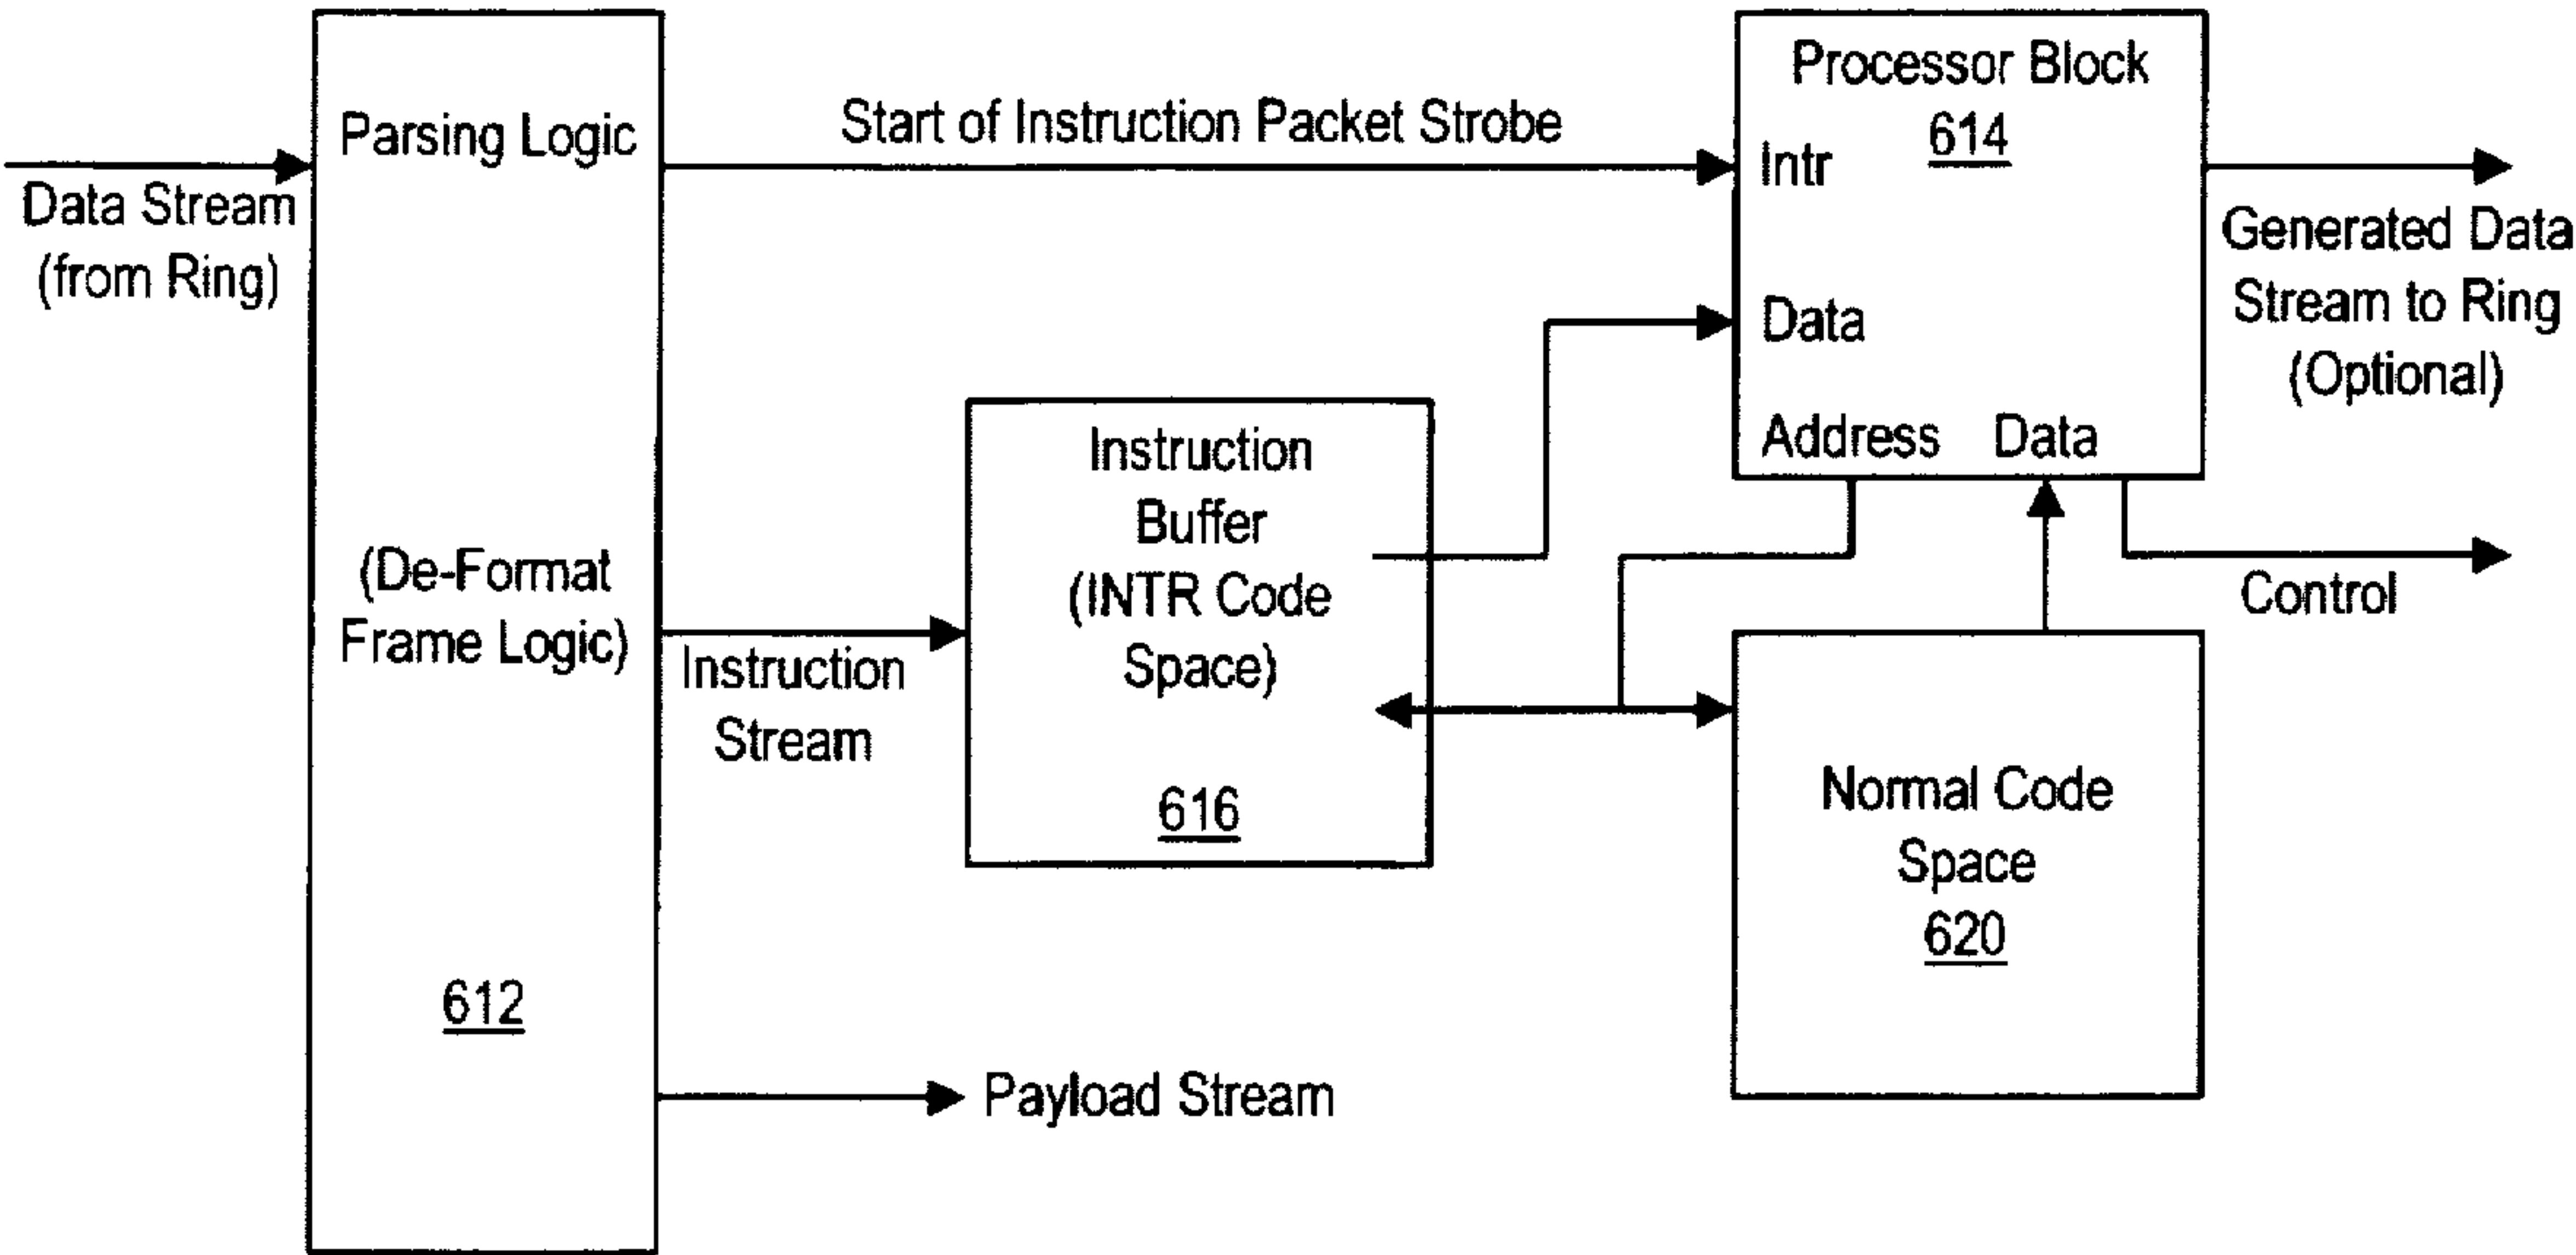 Parsing Logic
(De-Format
Frame Logic)
612
Data Stream
(from Ring)
Start of Instruction Packet Strobe
Instruction
Stream
Payload Stream
Instruction
Buffer
(INTR Code
Space)
616
Processor Block
614
Intr
Data
Address Data
Generated Data
Stream to Ring
(Optional)
Control
Normal Code
Space
620